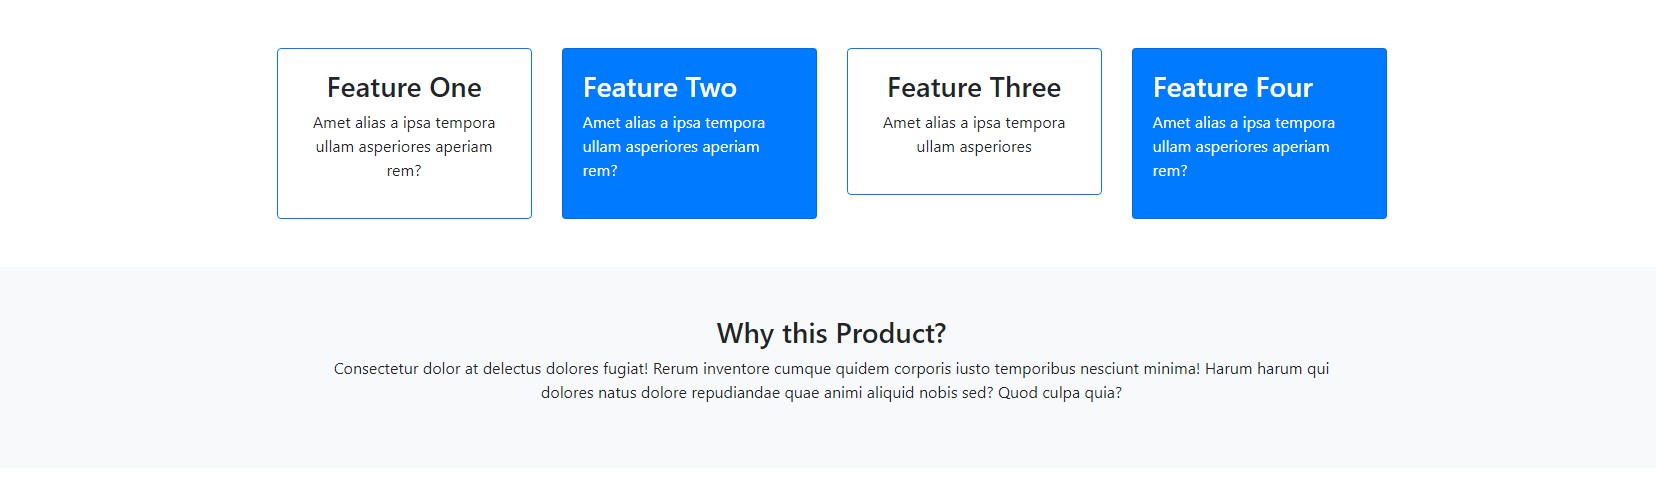 Feature One
Amet alias a ipsa tempora
ullam asperiores aperiam
rem?
Feature Two
Amet alias a ipsa tempora
ullam asperiores aperiam
rem?
Feature Three
Amet alias a ipsa tempora
ullam asperiores
Feature Four
Amet alias a ipsa tempora
ullam asperiores aperiam
rem?
Why this Product?
Consectetur dolor at delectus dolores fugiat! Rerum inventore cumque quidem corporis iusto temporibus nesciunt minima! Harum harum qui
dolores natus dolore repudiandae quae animi aliquid nobis sed? Quod culpa quia?